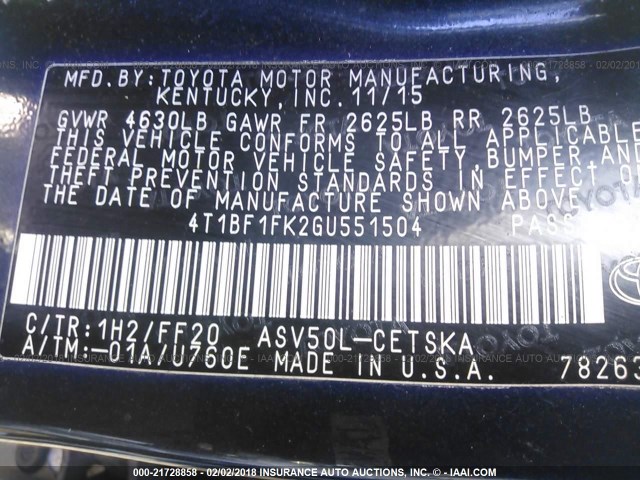 MFD. BY: TOYOTA MOTOR MANUFACTURING,
KENTUCKY, INC. 11/15
GVWR 4630LB GAWR FR 2625LB RR 2625LB
THIS VEHICLE CONFORMS TO ALL APPLICABLE
FEDERAL MOTOR VEHICLE SAFETY, BUMPER, AND
THEFT PREVENTION STANDARDS IN EFFECT ON
THE DATE OF MANUFACTURE SHOWN ABOVE.
4T1BF1FK2GU551504 PASS
C/TR: 1H2/FF20 ASV50L-CETSKA
A/TM: -01A/U760E MADE IN U.S.A. 78263
000-21728858 - 02/02/2018 - INSURANCE AUTO AUCTIONS, INC. - © - IAAI.COM